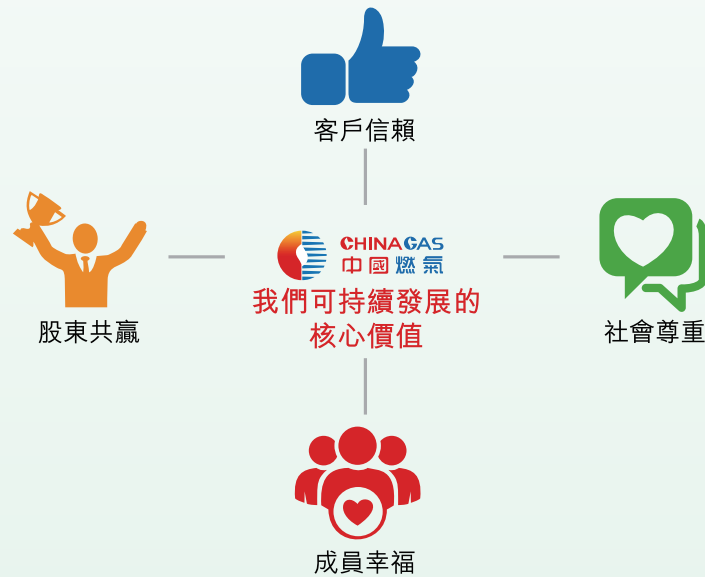 客戶信賴
CHINA GAS
中國燃氣
我們可持續發展的
核心價值
股東共贏
社會尊重
成員幸福